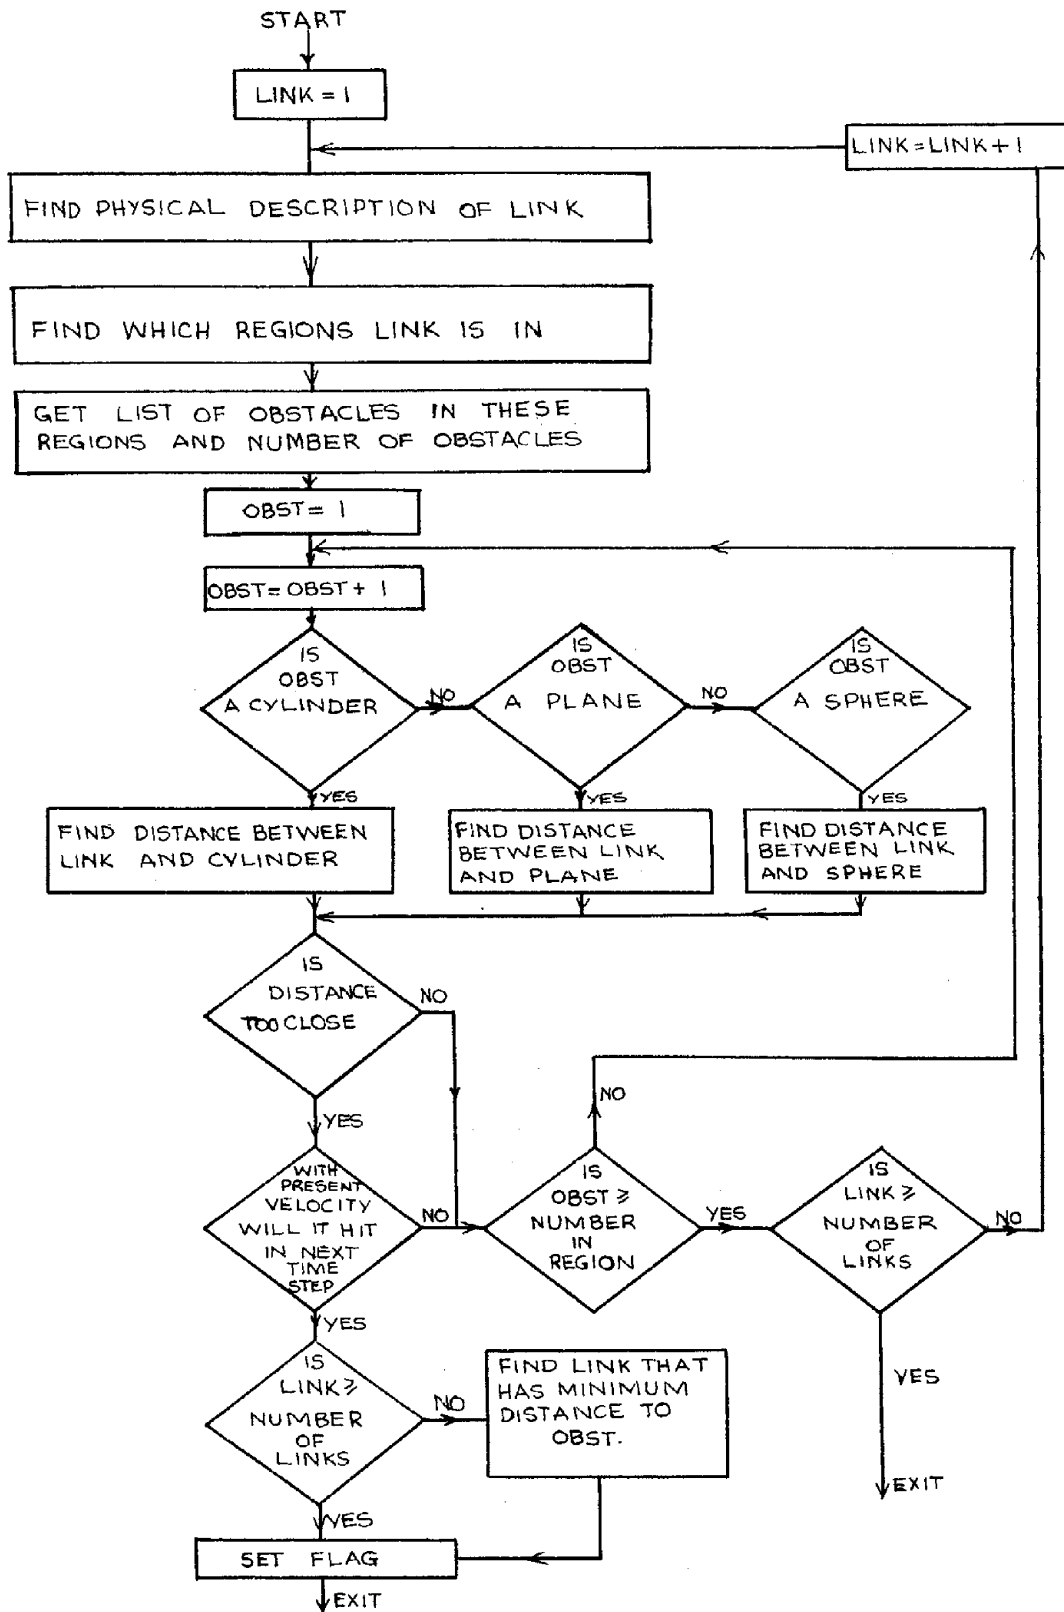 START
LINK = 1
LINK=LINK+1
FIND PHYSICAL DESCRIPTION OF LINK
FIND WHICH REGIONS LINK IS IN
GET LIST OF OBSTACLES IN THESE
REGIONS AND NUMBER OF OBSTACLES
OBST= 1
OBST=OBST+ 1
IS
OBST
A CYLINDER
NO
IS
OBST
A PLANE
NO
IS
OBST
A SPHERE
YES
YES
YES
FIND DISTANCE BETWEEN
LINK AND CYLINDER
FIND DISTANCE
BETWEEN LINK
AND PLANE
FIND DISTANCE
BETWEEN LINK
AND SPHERE
IS
DISTANCE
TOO CLOSE
NO
YES
WITH
PRESENT
VELOCITY
WILL IT HIT
IN NEXT
TIME
STEP
NO
NO
IS
OBST ≥
NUMBER
IN
REGION
YES
IS
LINK ≥
NUMBER
OF
LINKS
NO
YES
EXIT
YES
IS
LINK ≥
NUMBER
OF
LINKS
NO
FIND LINK THAT
HAS MINIMUM
DISTANCE TO
OBST.
YES
SET FLAG
EXIT